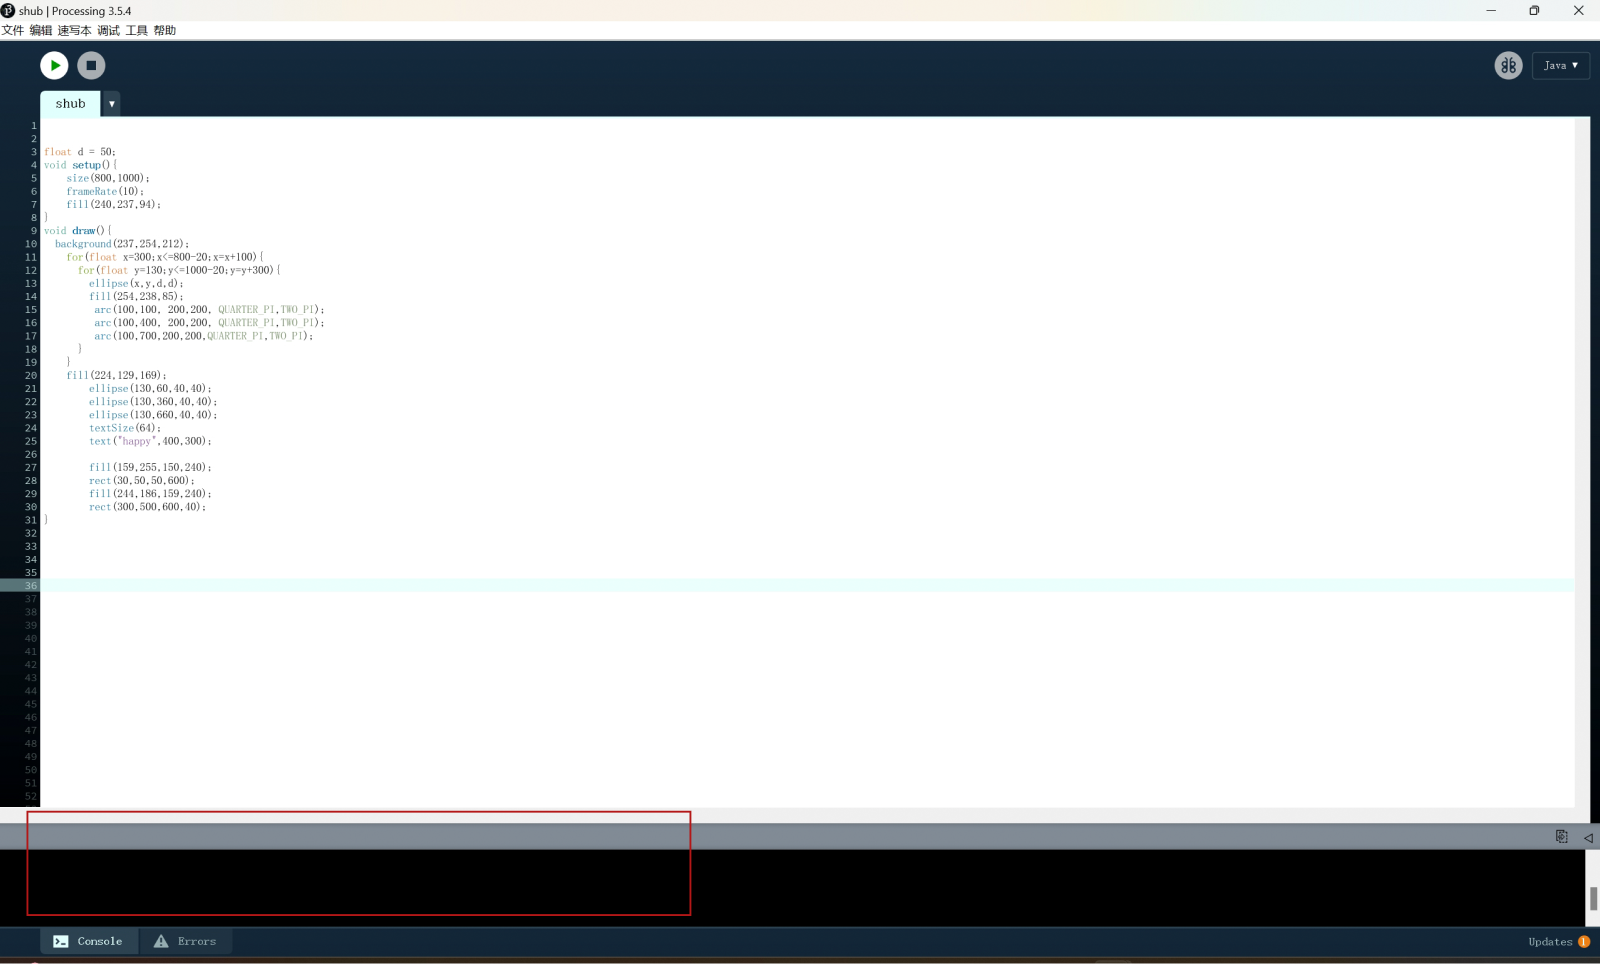 shub | Processing 3.5.4
文件 编辑 速写本 调试 工具 帮助
Java ▼
shub ▼
1
2
3 float d = 50;
4 void setup(){
5 size(800,1000);
6 frameRate(10);
7 fill(240,237,94);
8 }
9 void draw(){
10 background(237,254,212);
11 for(float x=300;x<=800-20;x=x+100){
12 for(float y=130;y<=1000-20;y=y+300){
13 ellipse(x,y,d,d);
14 fill(254,238,85);
15 arc(100,100, 200,200, QUARTER_PI,TWO_PI);
16 arc(100,400, 200,200, QUARTER_PI,TWO_PI);
17 arc(100,700,200,200,QUARTER_PI,TWO_PI);
18 }
19 }
20 fill(224,129,169);
21 ellipse(130,60,40,40);
22 ellipse(130,360,40,40);
23 ellipse(130,660,40,40);
24 textSize(64);
25 text("happy",400,300);
26
27 fill(159,255,150,240);
28 rect(30,50,50,600);
29 fill(244,186,159,240);
30 rect(300,500,600,40);
31 }
32
33
34
35
36
37
38
39
40
41
42
43
44
45
46
47
48
49
50
51
52
Console Errors
Updates 1